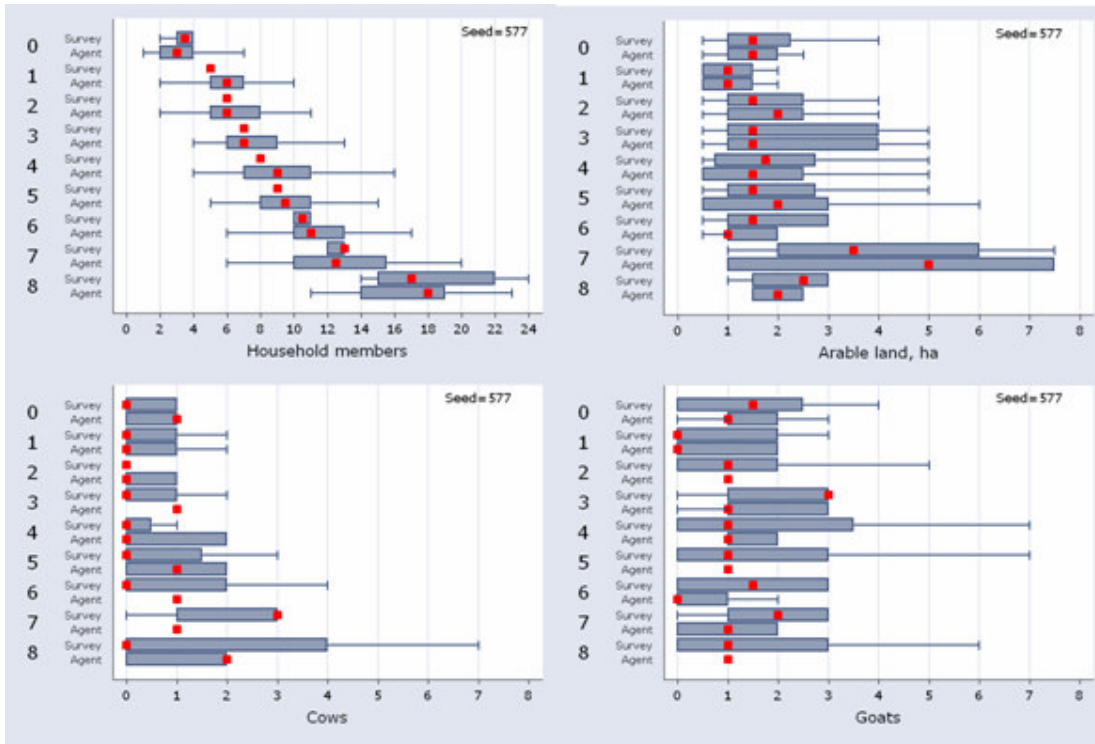 Seed=577
0 Survey
Agent
1 Survey
Agent
2 Survey
Agent
3 Survey
Agent
4 Survey
Agent
5 Survey
Agent
6 Survey
Agent
7 Survey
Agent
8 Survey
Agent
0 2 4 6 8 10 12 14 16 18 20 22 24
Household members
Seed=577
0 Survey
Agent
1 Survey
Agent
2 Survey
Agent
3 Survey
Agent
4 Survey
Agent
5 Survey
Agent
6 Survey
Agent
7 Survey
Agent
8 Survey
Agent
0 1 2 3 4 5 6 7 8
Arable land, ha
Seed=577
0 Survey
Agent
1 Survey
Agent
2 Survey
Agent
3 Survey
Agent
4 Survey
Agent
5 Survey
Agent
6 Survey
Agent
7 Survey
Agent
8 Survey
Agent
0 1 2 3 4 5 6 7 8
Cows
Seed=577
0 Survey
Agent
1 Survey
Agent
2 Survey
Agent
3 Survey
Agent
4 Survey
Agent
5 Survey
Agent
6 Survey
Agent
7 Survey
Agent
8 Survey
Agent
0 1 2 3 4 5 6 7 8
Goats